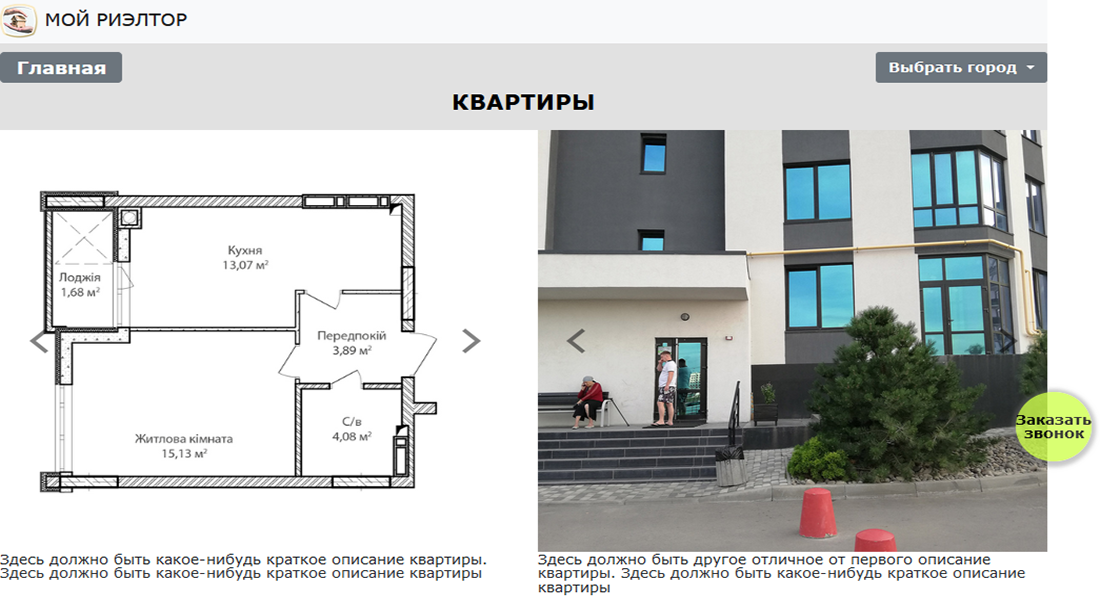 МОЙ РИЭЛТОР
Главная
Выбрать город
КВАРТИРЫ
Кухня
13,07 м²
Лоджія
1,68 м²
Передпокій
3,89 м²
С/в
4,08 м²
Житлова кімната
15,13 м²
Заказать
звонок
Здесь должно быть какое-нибудь краткое описание квартиры.
Здесь должно быть какое-нибудь краткое описание квартиры
Здесь должно быть другое отличное от первого описание
квартиры. Здесь должно быть какое-нибудь краткое описание
квартиры